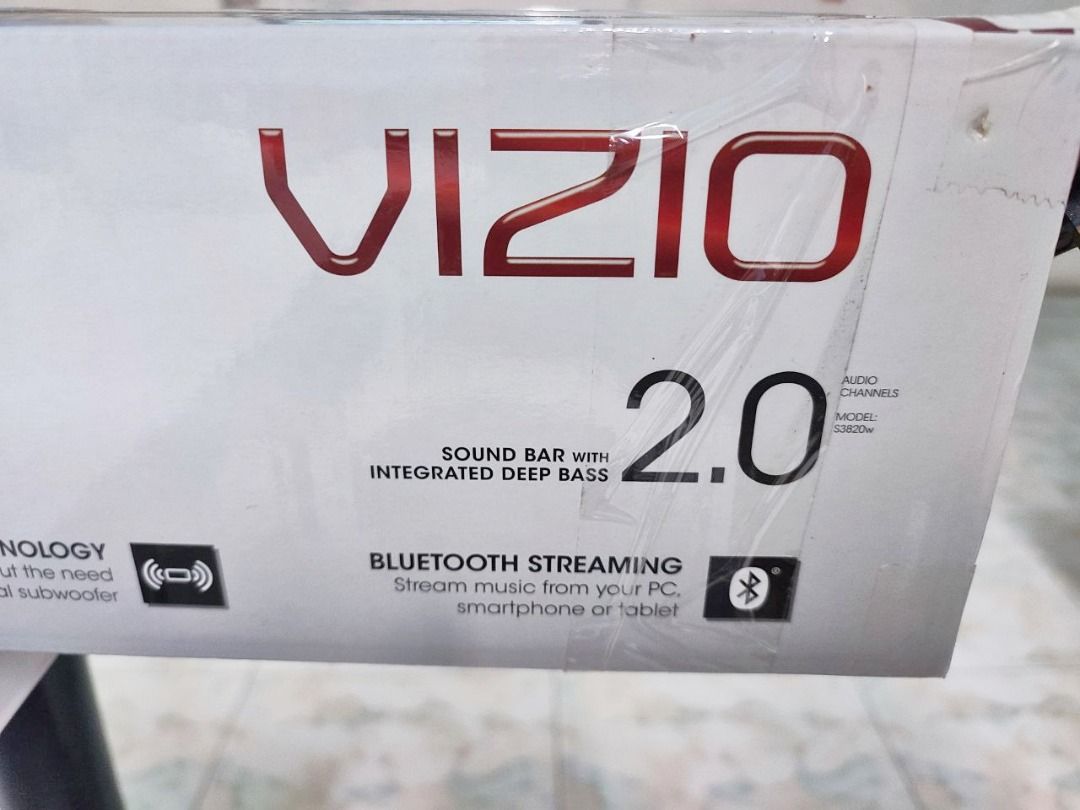 VIZIO
2.0
AUDIO
CHANNELS
MODEL:
S3820w
SOUND BAR WITH
INTEGRATED DEEP BASS
NOLOGY
ut the need
al subwoofer
BLUETOOTH STREAMING
Stream music from your PC,
smartphone or tablet